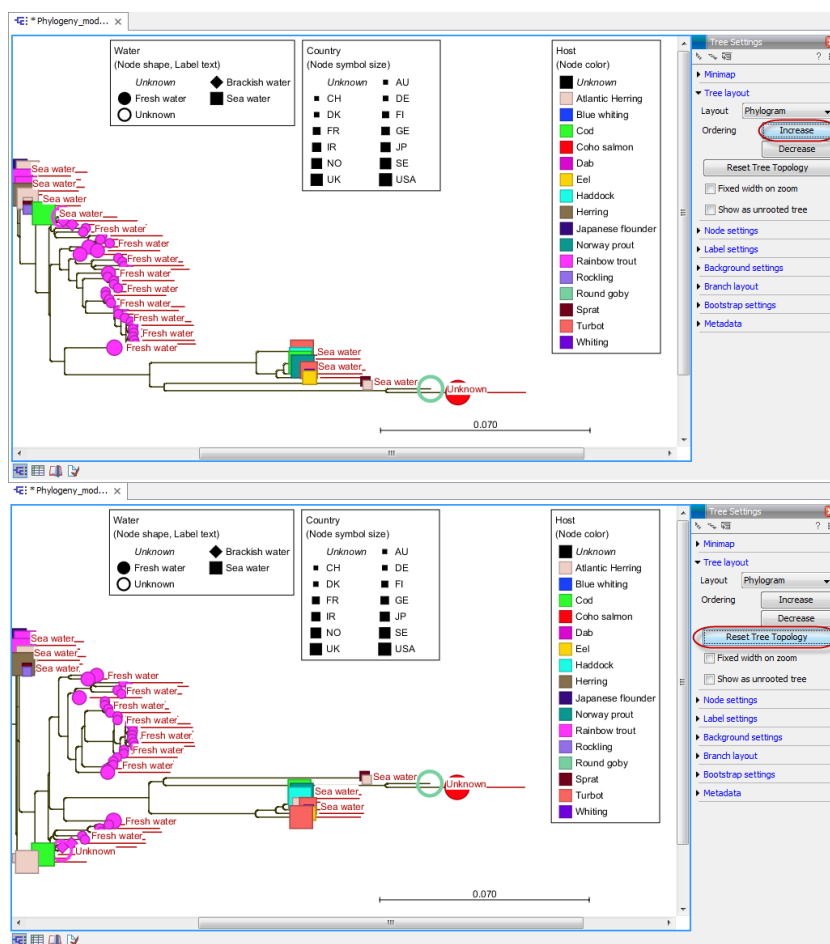 * Phylogeny_mod...
Water
(Node shape, Label text)
Unknown Brackish water
Fresh water Sea water
Unknown
Country
(Node symbol size)
Unknown AU
CH DE
DK FI
FR GE
IR JP
NO SE
UK USA
Host
(Node color)
Unknown
Atlantic Herring
Blue whiting
Cod
Coho salmon
Dab
Eel
Haddock
Herring
Japanese flounder
Norway prout
Rainbow trout
Rockling
Round goby
Sprat
Turbot
Whiting
Sea water
Sea water
Sea water
Sea water
Fresh water
Fresh water
Fresh water
Fresh water
Fresh water
Fresh water
Fresh water
Fresh water
Fresh water
Sea water
Sea water
Sea water
Unknown
0.070
Tree Settings
?
Minimap
Tree layout
Layout Phylogram
Ordering Increase
Decrease
Reset Tree Topology
Fixed width on zoom
Show as unrooted tree
Node settings
Label settings
Background settings
Branch layout
Bootstrap settings
Metadata
* Phylogeny_mod...
Water
(Node shape, Label text)
Unknown Brackish water
Fresh water Sea water
Unknown
Country
(Node symbol size)
Unknown AU
CH DE
DK FI
FR GE
IR JP
NO SE
UK USA
Host
(Node color)
Unknown
Atlantic Herring
Blue whiting
Cod
Coho salmon
Dab
Eel
Haddock
Herring
Japanese flounder
Norway prout
Rainbow trout
Rockling
Round goby
Sprat
Turbot
Whiting
Sea water
Sea water
Sea water
Fresh water
Fresh water
Fresh water
Fresh water
Fresh water
Fresh water
Fresh water
Sea water
Unknown
Sea water
Sea water
Fresh water
Fresh water
Unknown
0.070
Tree Settings
?
Minimap
Tree layout
Layout Phylogram
Ordering Increase
Decrease
Reset Tree Topology
Fixed width on zoom
Show as unrooted tree
Node settings
Label settings
Background settings
Branch layout
Bootstrap settings
Metadata